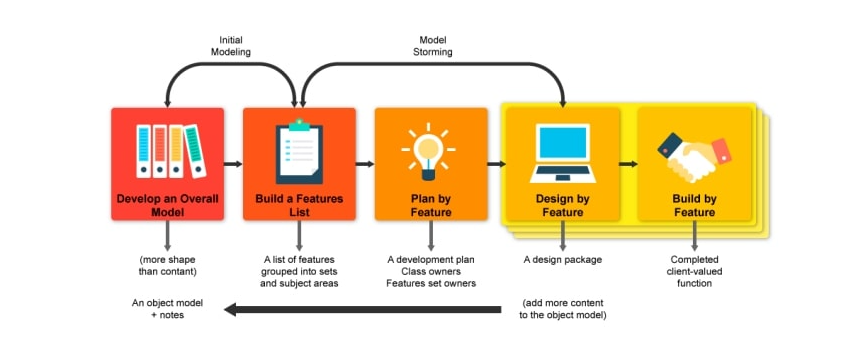 Initial
Modeling
Model
Storming
Develop an Overall
Model
Build a Features
List
Plan by
Feature
Design by
Feature
Build by
Feature
(more shape
than contant)
A list of features
grouped into sets
and subject areas
A development plan
Class owners
Features set owners
A design package
Completed
client-valued
function
An object model
+ notes
(add more content
to the object model)